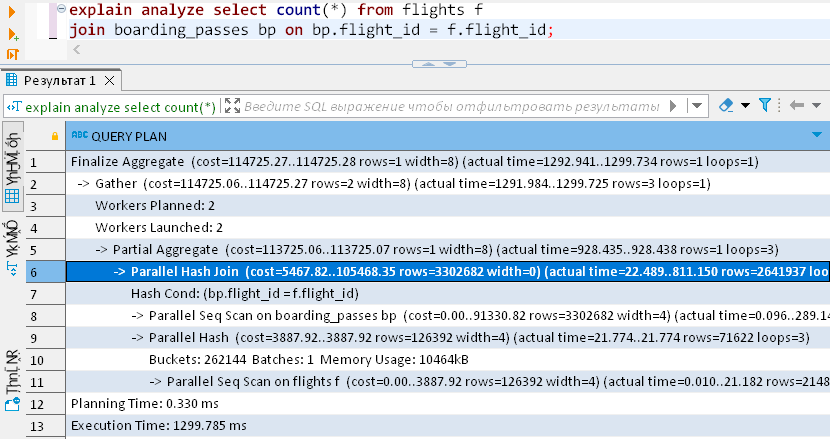 explain analyze select count(*) from flights f
join boarding_passes bp on bp.flight_id = f.flight_id;
Результат 1
explain analyze select count(*)
Введите SQL выражение чтобы отфильтровать результаты
ABC QUERY PLAN
1 Finalize Aggregate (cost=114725.27..114725.28 rows=1 width=8) (actual time=1292.941..1299.734 rows=1 loops=1)
2 -> Gather (cost=114725.06..114725.27 rows=2 width=8) (actual time=1291.984..1299.725 rows=3 loops=1)
3 Workers Planned: 2
4 Workers Launched: 2
5 -> Partial Aggregate (cost=113725.06..113725.07 rows=1 width=8) (actual time=928.435..928.438 rows=1 loops=3)
6 -> Parallel Hash Join (cost=5467.82..105468.35 rows=3302682 width=0) (actual time=22.489..811.150 rows=2641937 loo
7 Hash Cond: (bp.flight_id = f.flight_id)
8 -> Parallel Seq Scan on boarding_passes bp (cost=0.00..91330.82 rows=3302682 width=4) (actual time=0.096..289.14
9 -> Parallel Hash (cost=3887.92..3887.92 rows=126392 width=4) (actual time=21.774..21.774 rows=71622 loops=3)
10 Buckets: 262144 Batches: 1 Memory Usage: 10464kB
11 -> Parallel Seq Scan on flights f (cost=0.00..3887.92 rows=126392 width=4) (actual time=0.010..21.182 rows=2148
12 Planning Time: 0.330 ms
13 Execution Time: 1299.785 ms